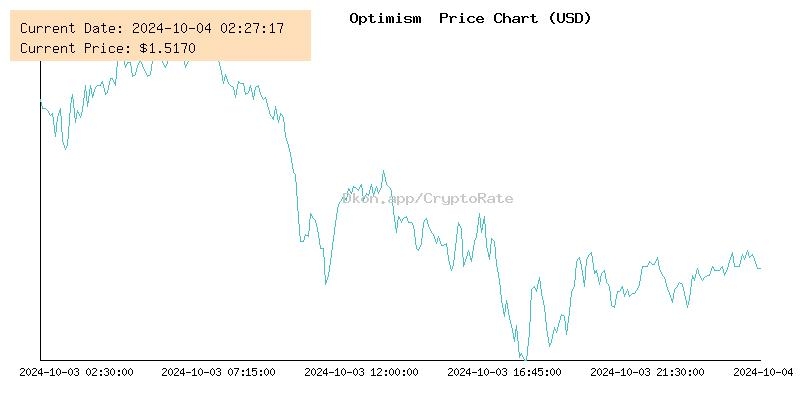 Optimism  Price Chart (USD)
Current Date: 2024-10-04 02:27:17
Current Price: $1.5170
0kon.app/CryptoRate
2024-10-03 02:30:00 2024-10-03 07:15:00 2024-10-03 12:00:00 2024-10-03 16:45:00 2024-10-03 21:30:00 2024-10-04